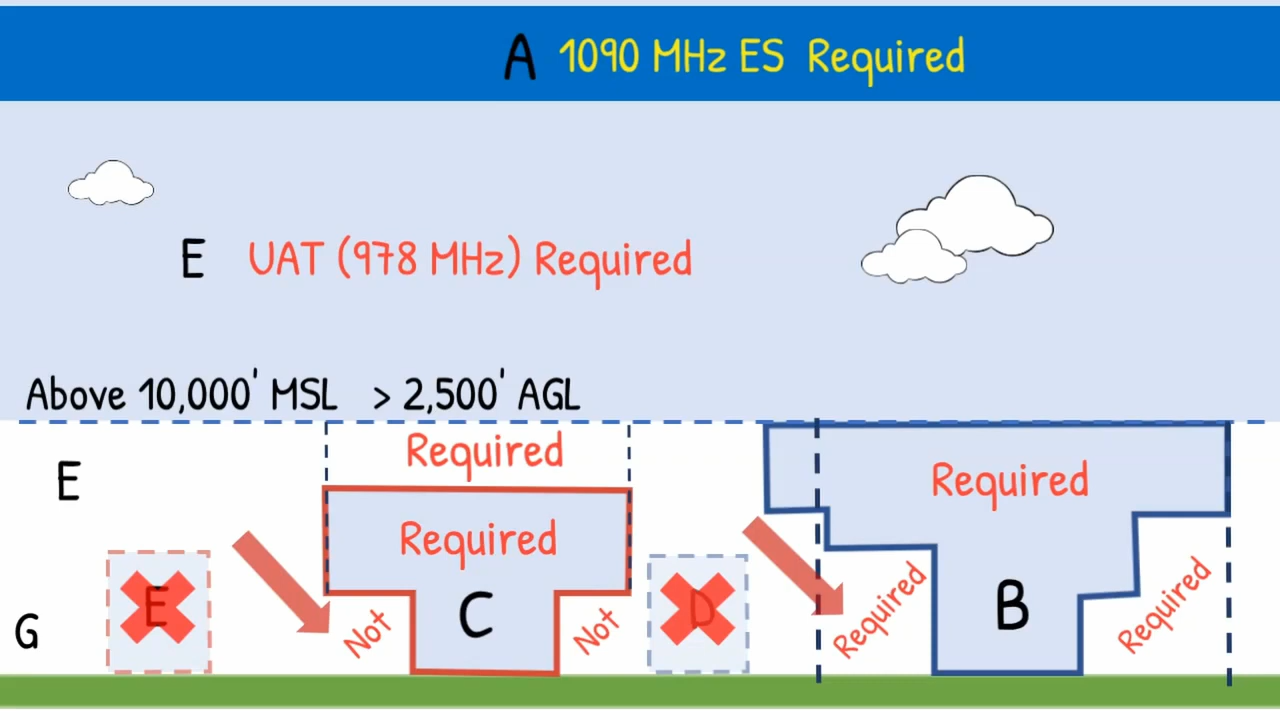 A 1090 MHz ES Required
E UAT (978 MHz) Required
Above 10,000' MSL > 2,500' AGL
Required
E
Required
Required
E
Not
C
Not
D
Required
B
Required
G